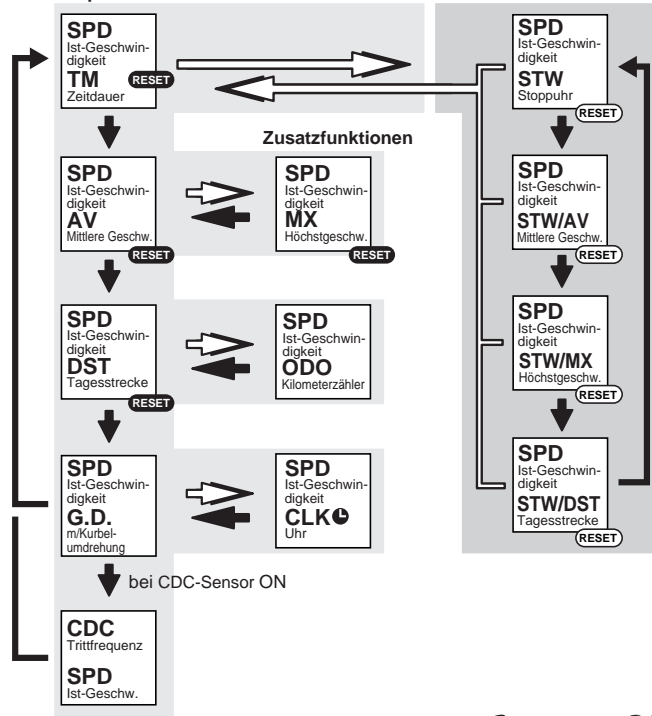 SPD
Ist-Geschwin-
digkeit
TM
Zeitdauer
RESET
SPD
Ist-Geschwin-
digkeit
STW
Stoppuhr
RESET
Zusatzfunktionen
SPD
Ist-Geschwin-
digkeit
AV
Mittlere Geschw.
RESET
SPD
Ist-Geschwin-
digkeit
MX
Höchstgeschw.
RESET
SPD
Ist-Geschwin-
digkeit
STW/AV
Mittlere Geschw.
RESET
SPD
Ist-Geschwin-
digkeit
DST
Tagesstrecke
RESET
SPD
Ist-Geschwin-
digkeit
ODO
Kilometerzähler
SPD
Ist-Geschwin-
digkeit
STW/MX
Höchstgeschw.
RESET
SPD
Ist-Geschwin-
digkeit
G.D.
m/Kurbel-
umdrehung
SPD
Ist-Geschwin-
digkeit
CLK
Uhr
SPD
Ist-Geschwin-
digkeit
STW/DST
Tagesstrecke
RESET
bei CDC-Sensor ON
CDC
Trittfrequenz
SPD
Ist-Geschw.